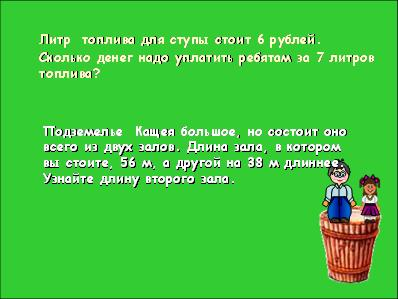 Литр топлива для ступы стоит 6 рублей.
Сколько денег надо уплатить ребятам за 7 литров
топлива?
Подземелье Кащея большое, но состоит оно
всего из двух залов. Длина зала, в котором
вы стоите, 56 м, а другой на 38 м длиннее.
Узнайте длину второго зала.